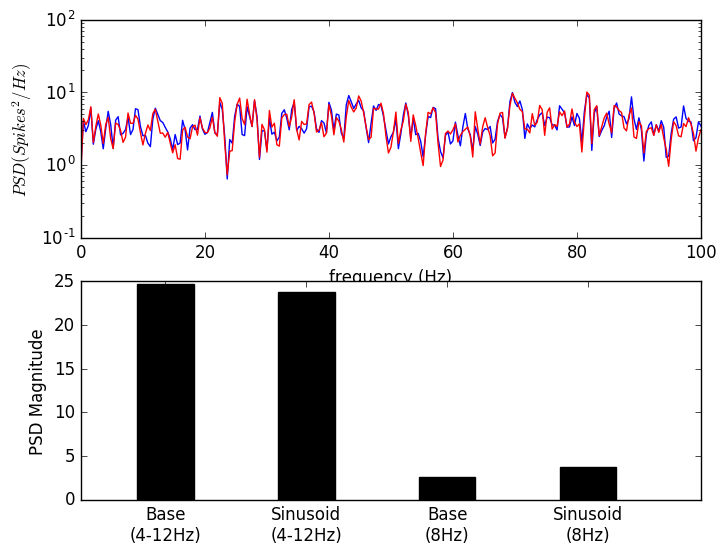 10^2
10^1
10^0
10^-1
PSD(Spikes^2/Hz)
0 20 40 60 80 100
frequency (Hz)
25
20
15
10
5
0
PSD Magnitude
Base Sinusoid Base Sinusoid
(4-12Hz) (4-12Hz) (8Hz) (8Hz)